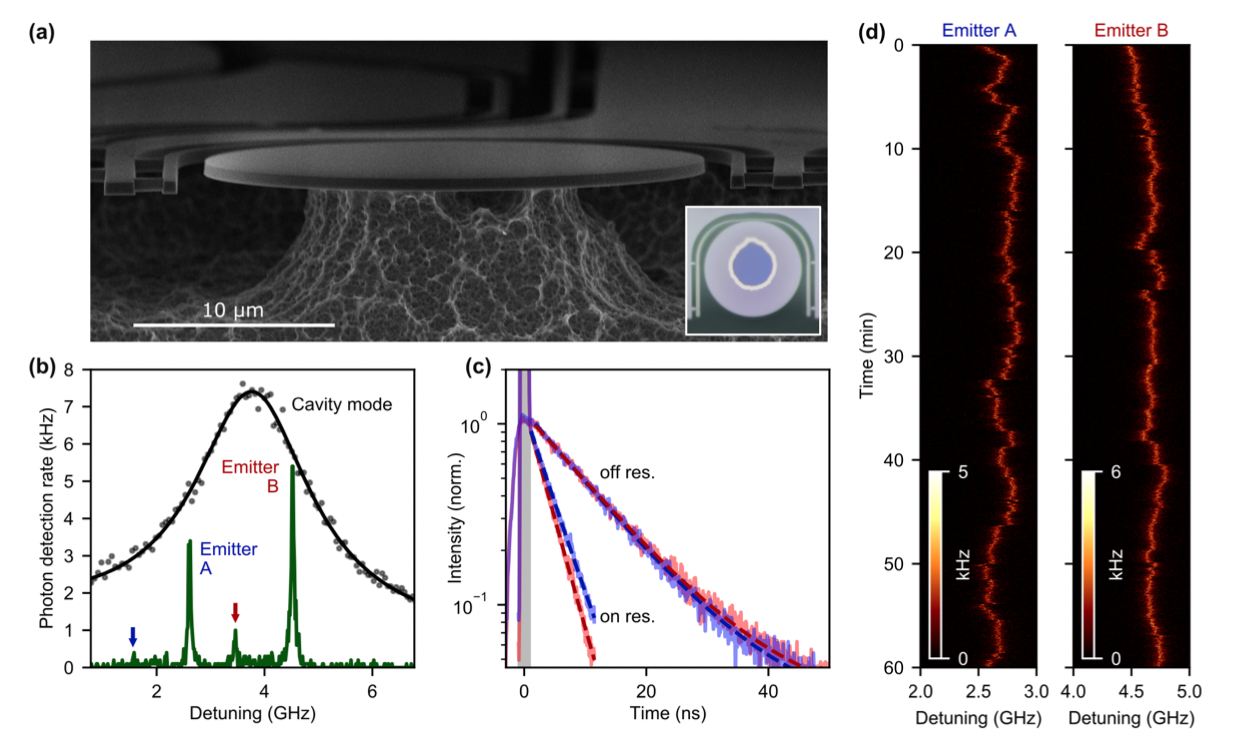 (a)
10 μm
(b)
Photon detection rate (kHz)
8
7
6
5
4
3
2
1
0
Cavity mode
Emitter
B
Emitter
A
2
4
6
Detuning (GHz)
(c)
Intensity (norm.)
10⁰
10⁻¹
off res.
on res.
0
20
40
Time (ns)
(d)
Emitter A
Emitter B
Time (min)
0
10
20
30
40
50
60
5
kHz
0
6
kHz
0
2.0
2.5
3.0
4.0
4.5
5.0
Detuning (GHz)
Detuning (GHz)